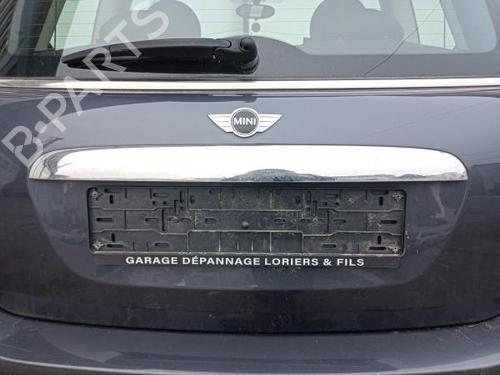 B-PARTS
MINI
GARAGE DÉPANNAGE LORIERS & FILS